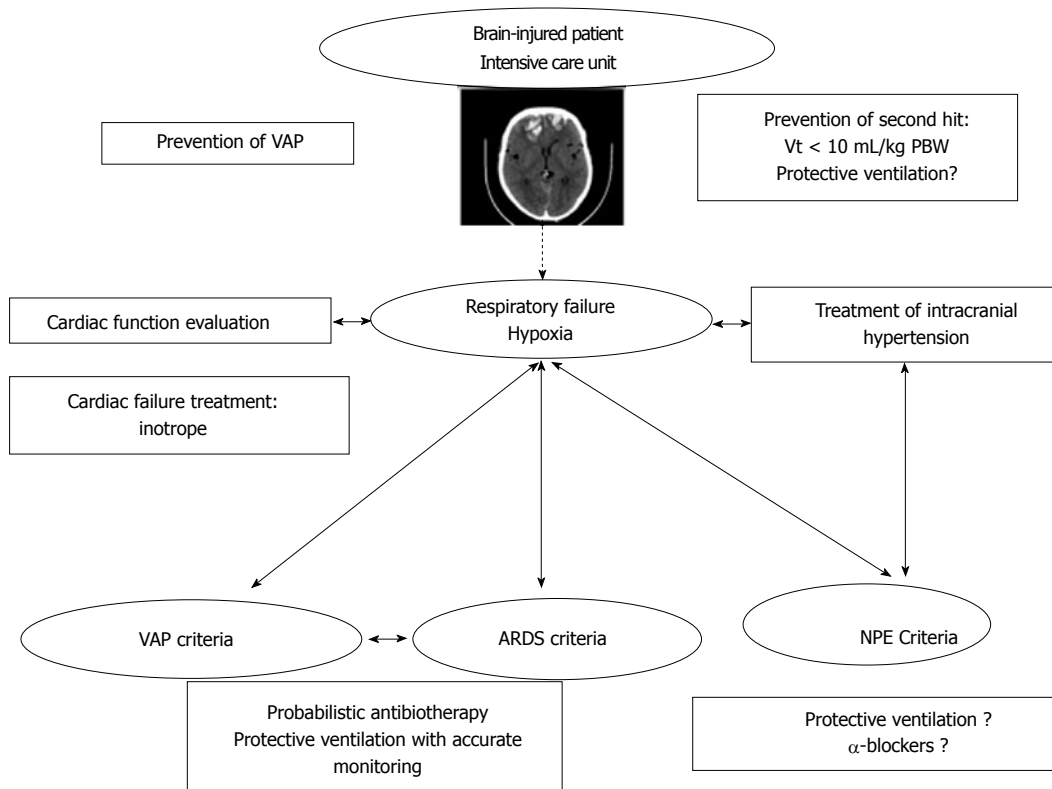 Brain-injured patient
Intensive care unit
Prevention of VAP
Prevention of second hit:
Vt < 10 mL/kg PBW
Protective ventilation?
Cardiac function evaluation
Respiratory failure
Hypoxia
Treatment of intracranial
hypertension
Cardiac failure treatment:
inotrope
VAP criteria
ARDS criteria
NPE Criteria
Probabilistic antibiotherapy
Protective ventilation with accurate
monitoring
Protective ventilation ?
α-blockers ?